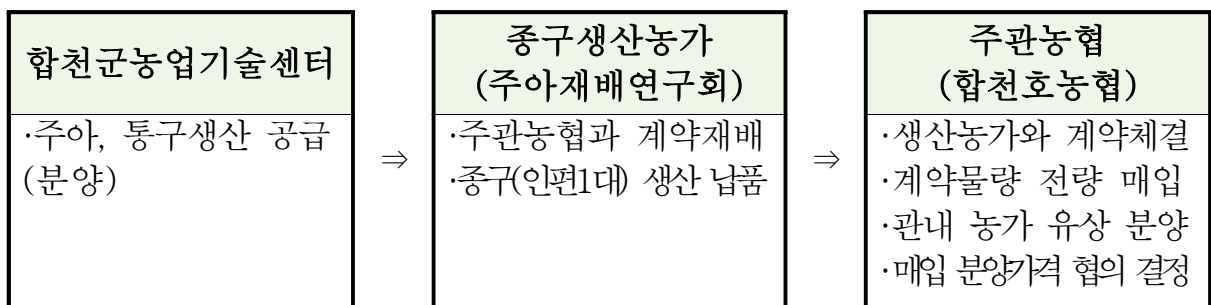 합천군농업기술센터
·주아, 통구생산 공급
(분양)
⇒
종구생산농가
(주아재배연구회)
·주관농협과 계약재배
·종구(인편1대) 생산 납품
⇒
주관농협
(합천호농협)
·생산농가와 계약체결
·계약물량 전량 매입
·관내 농가 유상 분양
·매입 분양가격 협의 결정